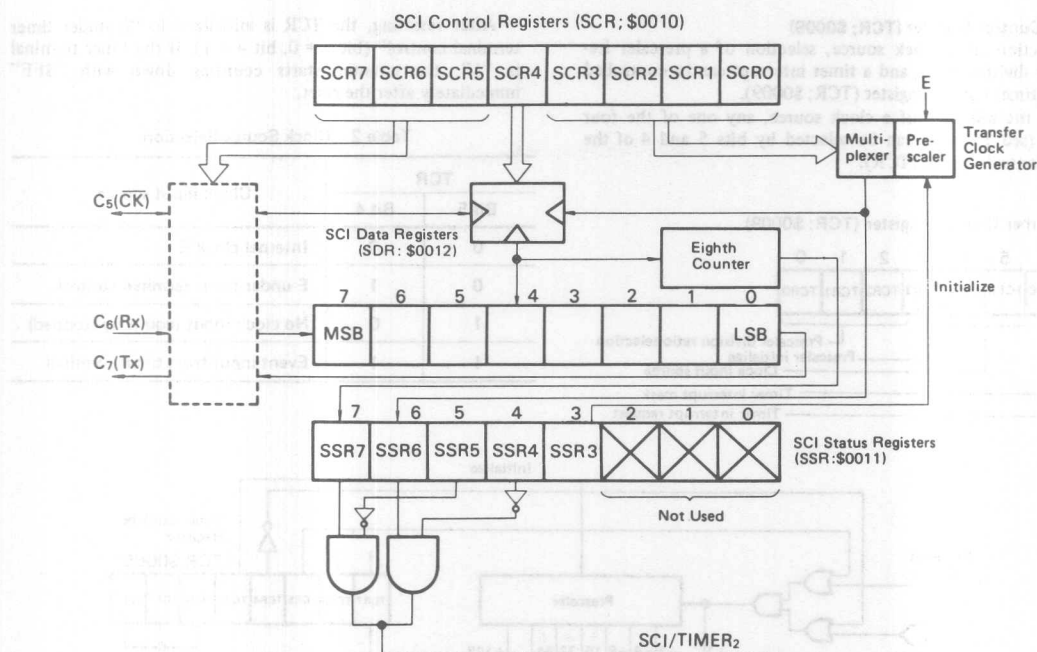 SCI Control Registers (SCR; $0010)
SCR7 SCR6 SCR5 SCR4 SCR3 SCR2 SCR1 SCR0
E
Multi-
plexer
Pre-
scaler
Transfer
Clock
Generator
C5(C̅K̅)
SCI Data Registers
(SDR: $0012)
Eighth
Counter
Initialize
7 6 5 4 3 2 1 0
MSB LSB
C6(Rx)
C7(Tx)
7 6 5 4 3 2 1 0
SSR7 SSR6 SSR5 SSR4 SSR3
SCI Status Registers
(SSR:$0011)
Not Used
SCI/TIMER2